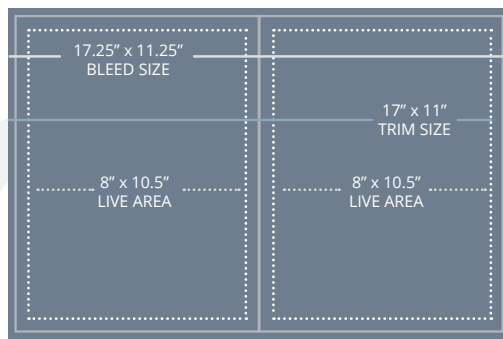 17.25” x 11.25”
BLEED SIZE
17” x 11”
TRIM SIZE
8” x 10.5”
LIVE AREA
8” x 10.5”
LIVE AREA